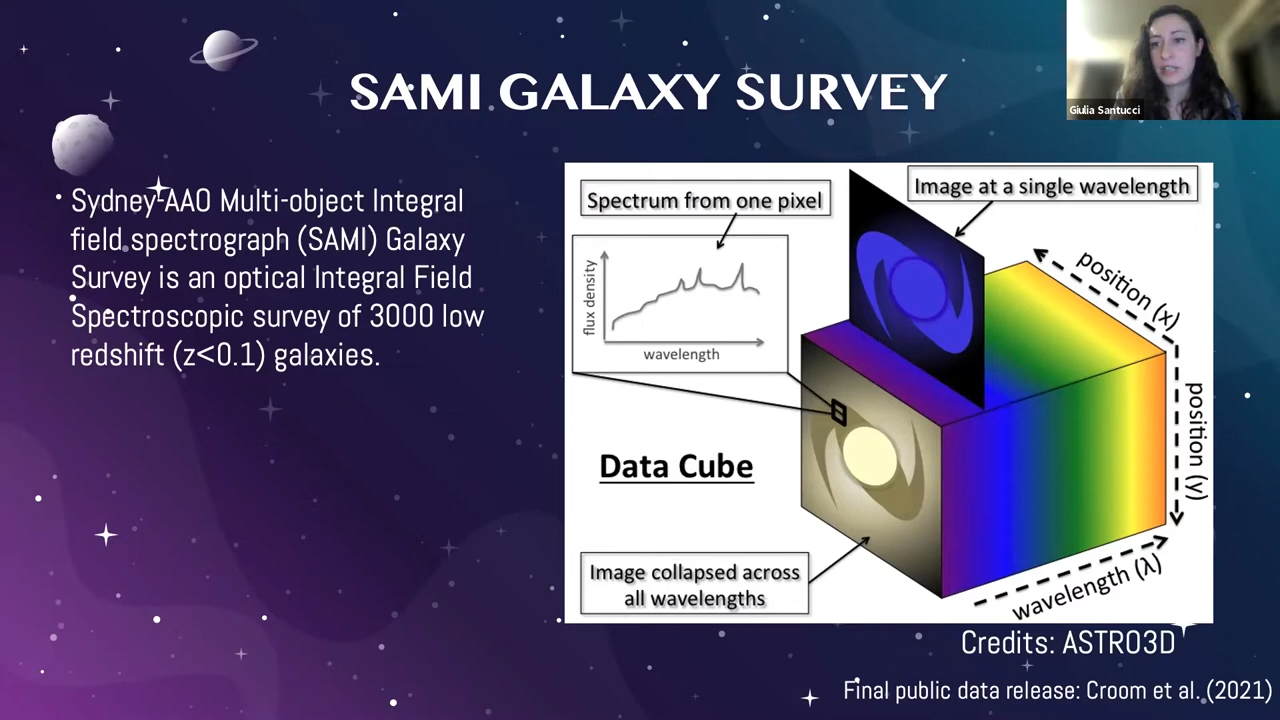 SAMI GALAXY SURVEY
Giulia Santucci
• Sydney-AAO Multi-object Integral
field spectrograph (SAMI) Galaxy
Survey is an optical Integral Field
Spectroscopic survey of 3000 low
redshift (z<0.1) galaxies.
Spectrum from one pixel
Image at a single wavelength
flux density
wavelength
position (x)
position (y)
wavelength (λ)
Data Cube
Image collapsed across
all wavelengths
Credits: ASTRO3D
Final public data release: Croom et al. (2021)